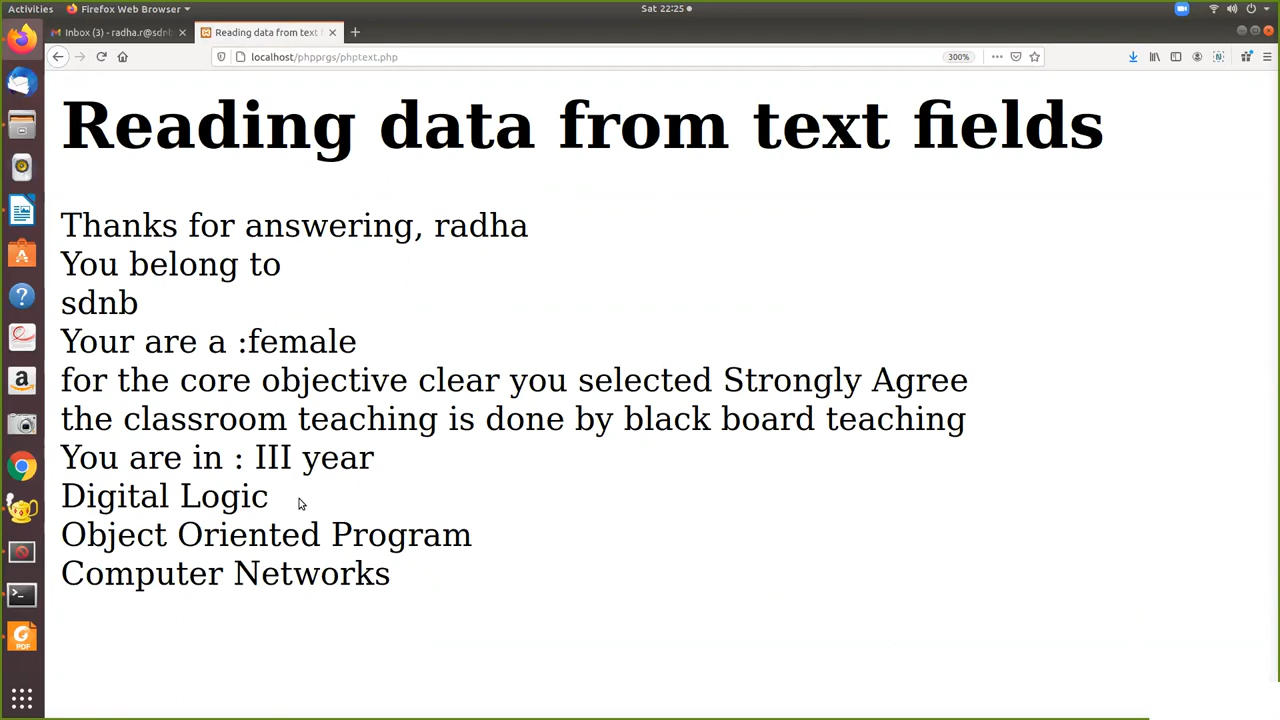 Activities
Firefox Web Browser
Sat 22:25
Inbox (3) - radha.r@sdnb
Reading data from text f
localhost/phpprgs/phptext.php
300%
Reading data from text fields
Thanks for answering, radha
You belong to
sdnb
Your are a :female
for the core objective clear you selected Strongly Agree
the classroom teaching is done by black board teaching
You are in : III year
Digital Logic
Object Oriented Program
Computer Networks
PDF